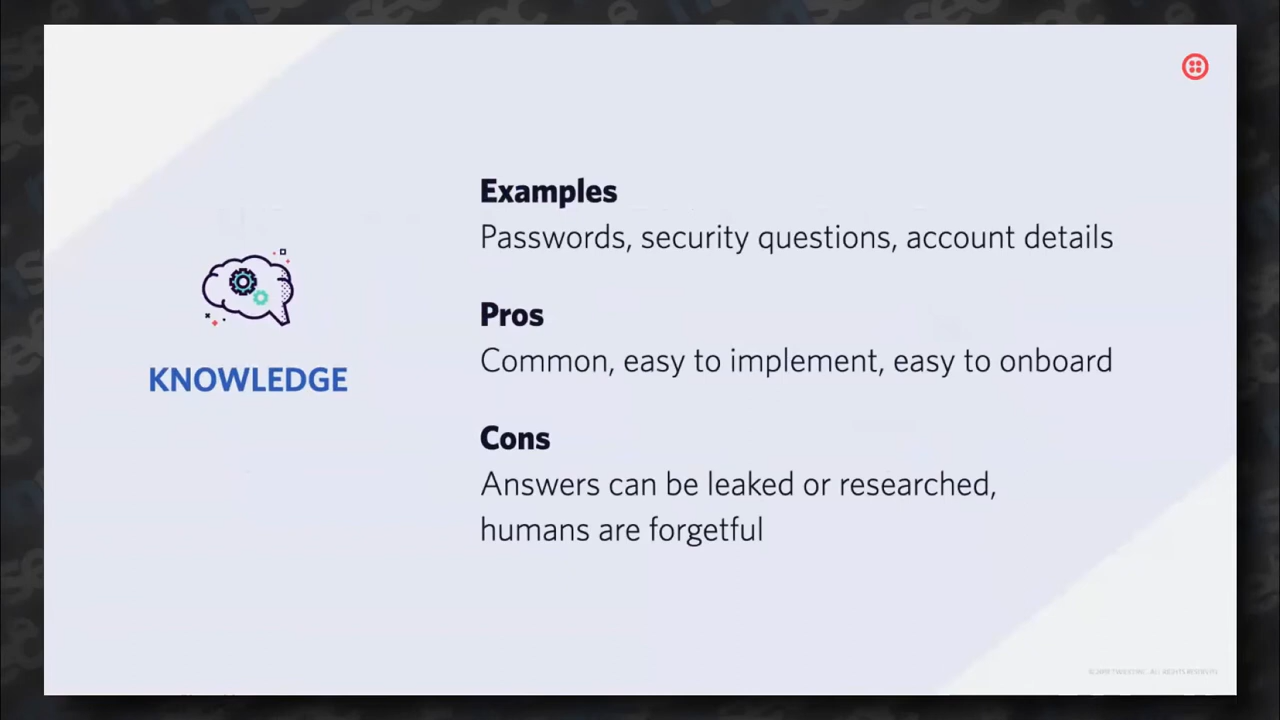 Examples
Passwords, security questions, account details
Pros
Common, easy to implement, easy to onboard
KNOWLEDGE
Cons
Answers can be leaked or researched,
humans are forgetful